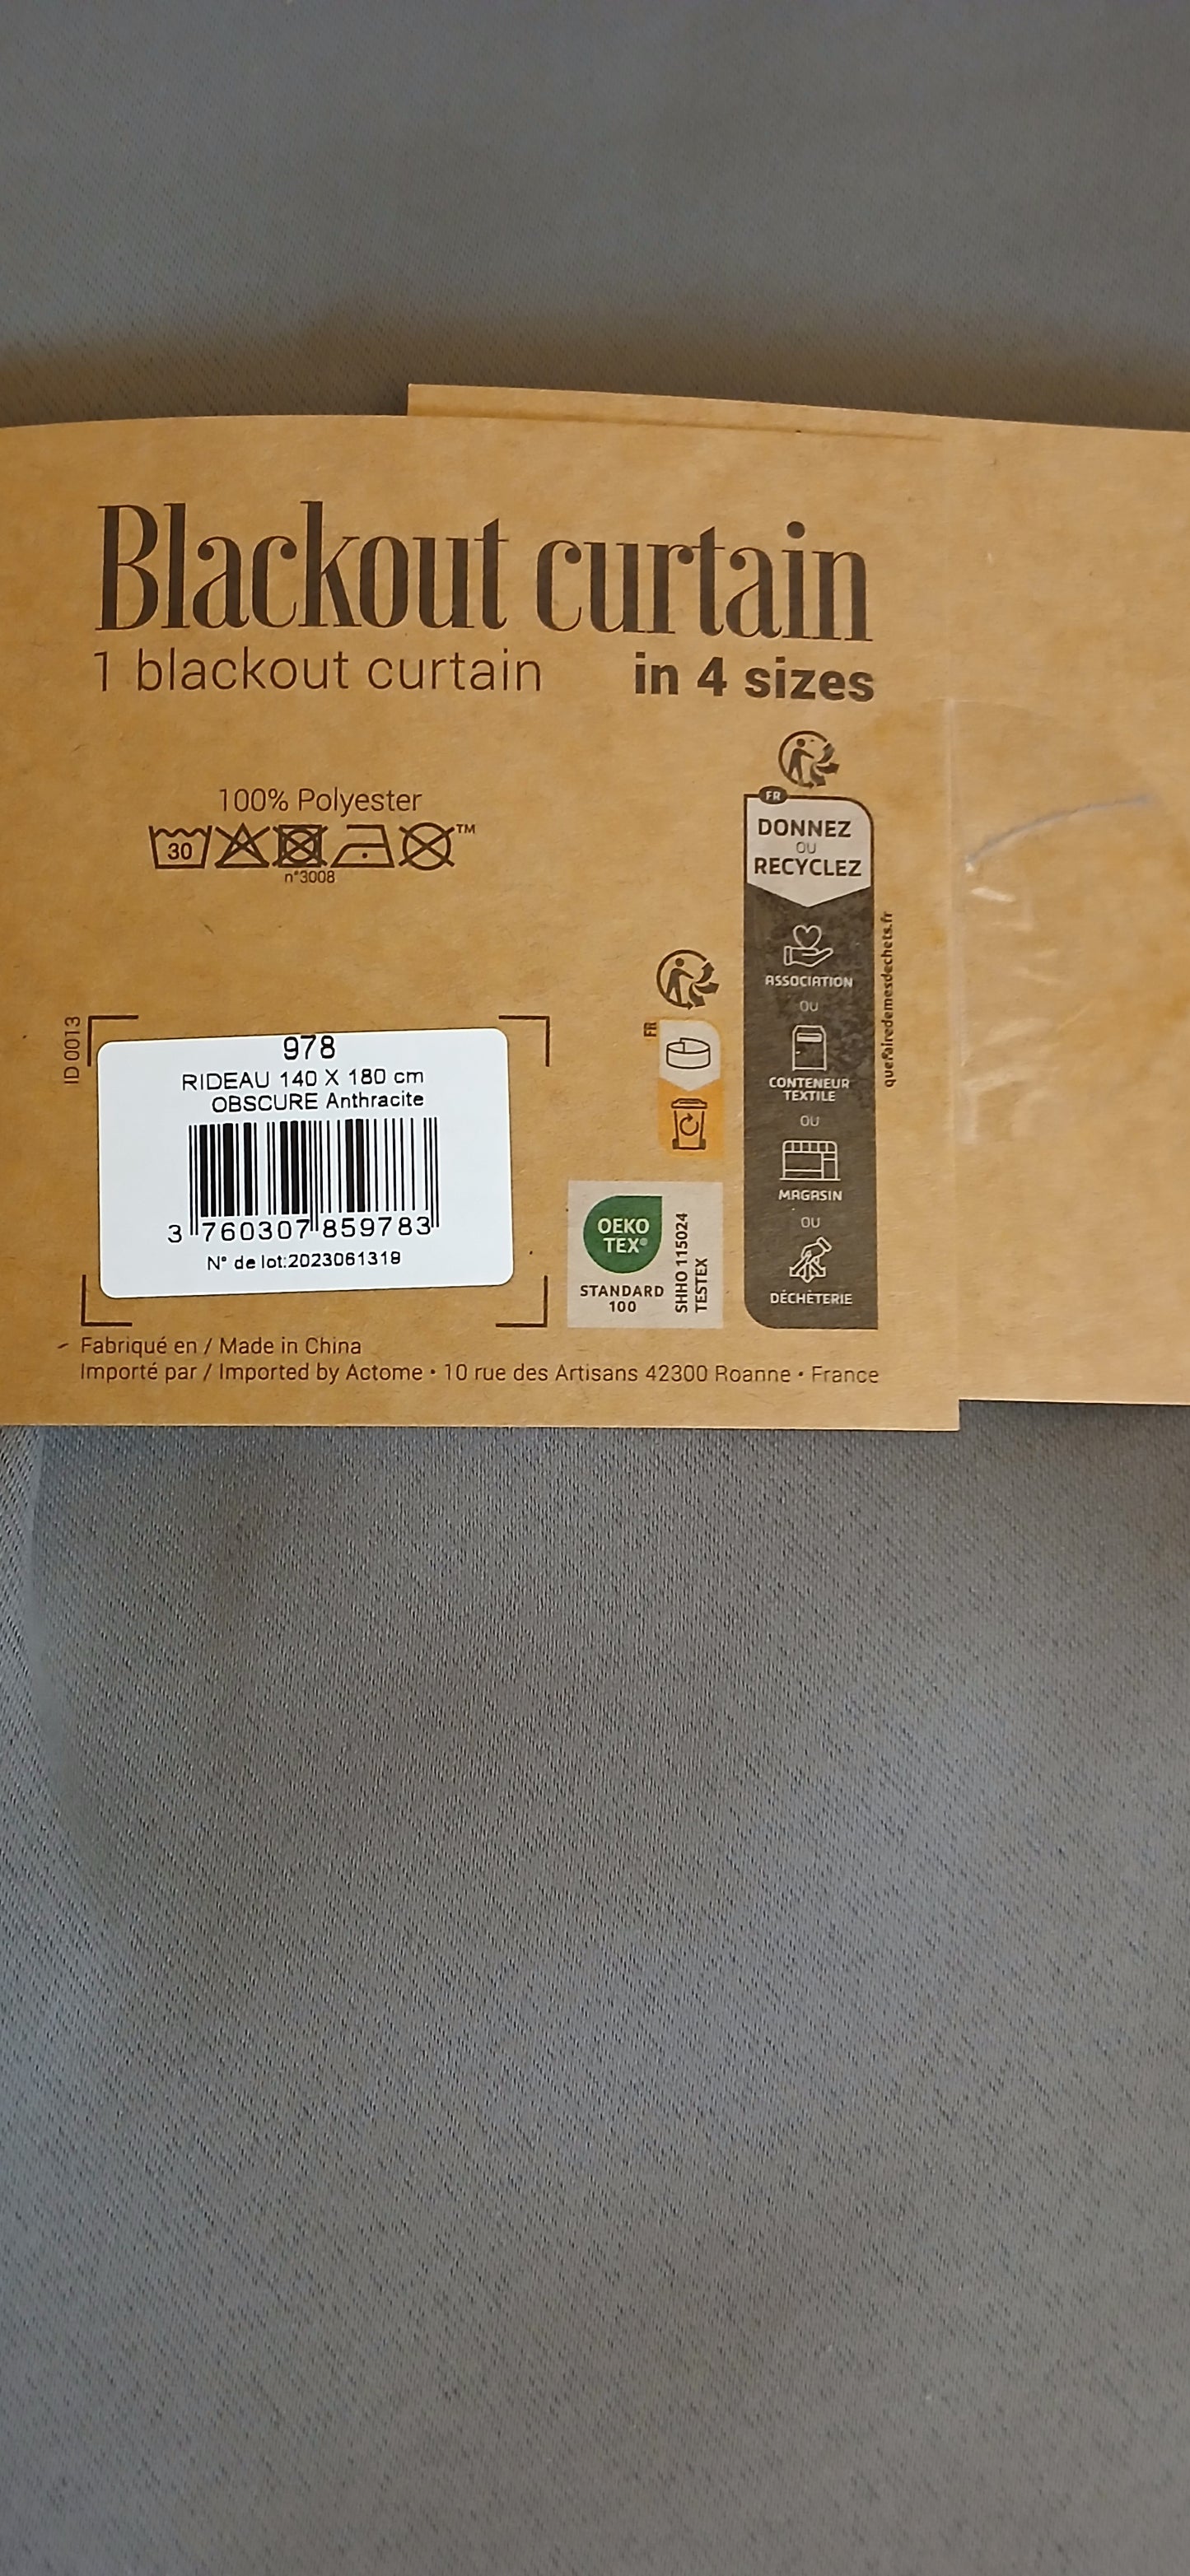 Blackout curtain
1 blackout curtain in 4 sizes
100% Polyester
30
TM
n°3008
FR
DONNEZ
OU
RECYCLEZ
ASSOCIATION
OU
CONTENEUR
TEXTILE
OU
MAGASIN
OU
DÉCHÈTERIE
quefairedemesdechets.fr
FR
ID 0013
978
RIDEAU 140 X 180 cm
OBSCURE Anthracite
3 760307 859783
N° de lot:2023061318
OEKO
TEX®
STANDARD
100
SHHO 115024
TESTEX
Fabriqué en / Made in China
Importé par / Imported by Actome • 10 rue des Artisans 42300 Roanne • France